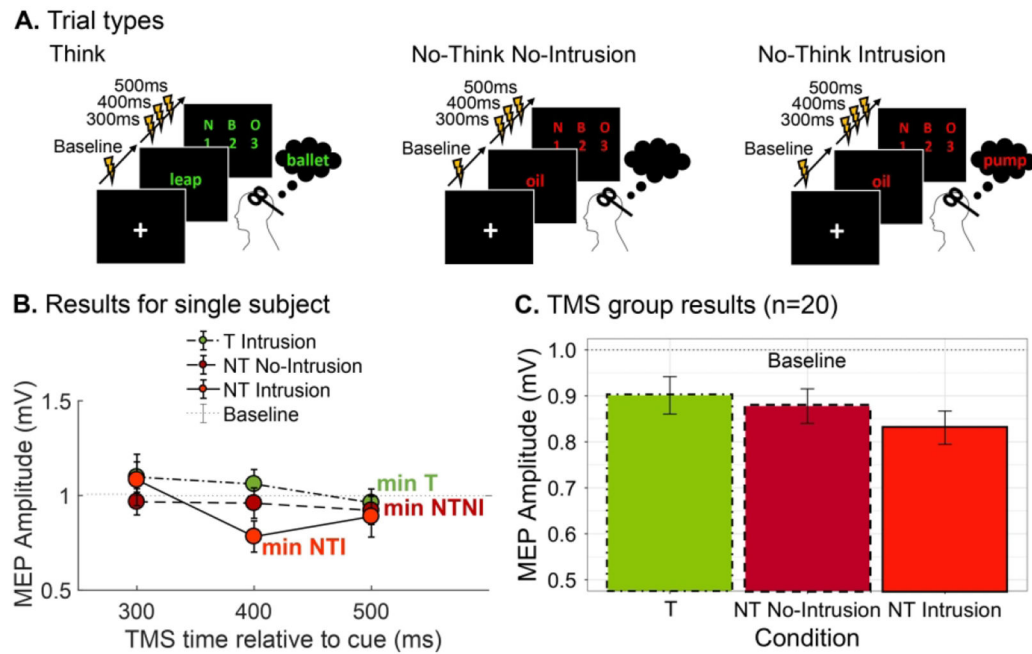 A. Trial types
Think
500ms
400ms
300ms
Baseline
N B O
1 2 3
leap
ballet
+
No-Think No-Intrusion
500ms
400ms
300ms
Baseline
N B O
1 2 3
oil
+
No-Think Intrusion
500ms
400ms
300ms
Baseline
N B O
1 2 3
oil
pump
+
B. Results for single subject
T Intrusion
NT No-Intrusion
NT Intrusion
Baseline
MEP Amplitude (mV)
1.5
1
0.5
min T
min NTNI
min NTI
300 400 500
TMS time relative to cue (ms)
C. TMS group results (n=20)
MEP Amplitude (mV)
1.0
0.9
0.8
0.7
0.6
0.5
Baseline
T NT No-Intrusion NT Intrusion
Condition